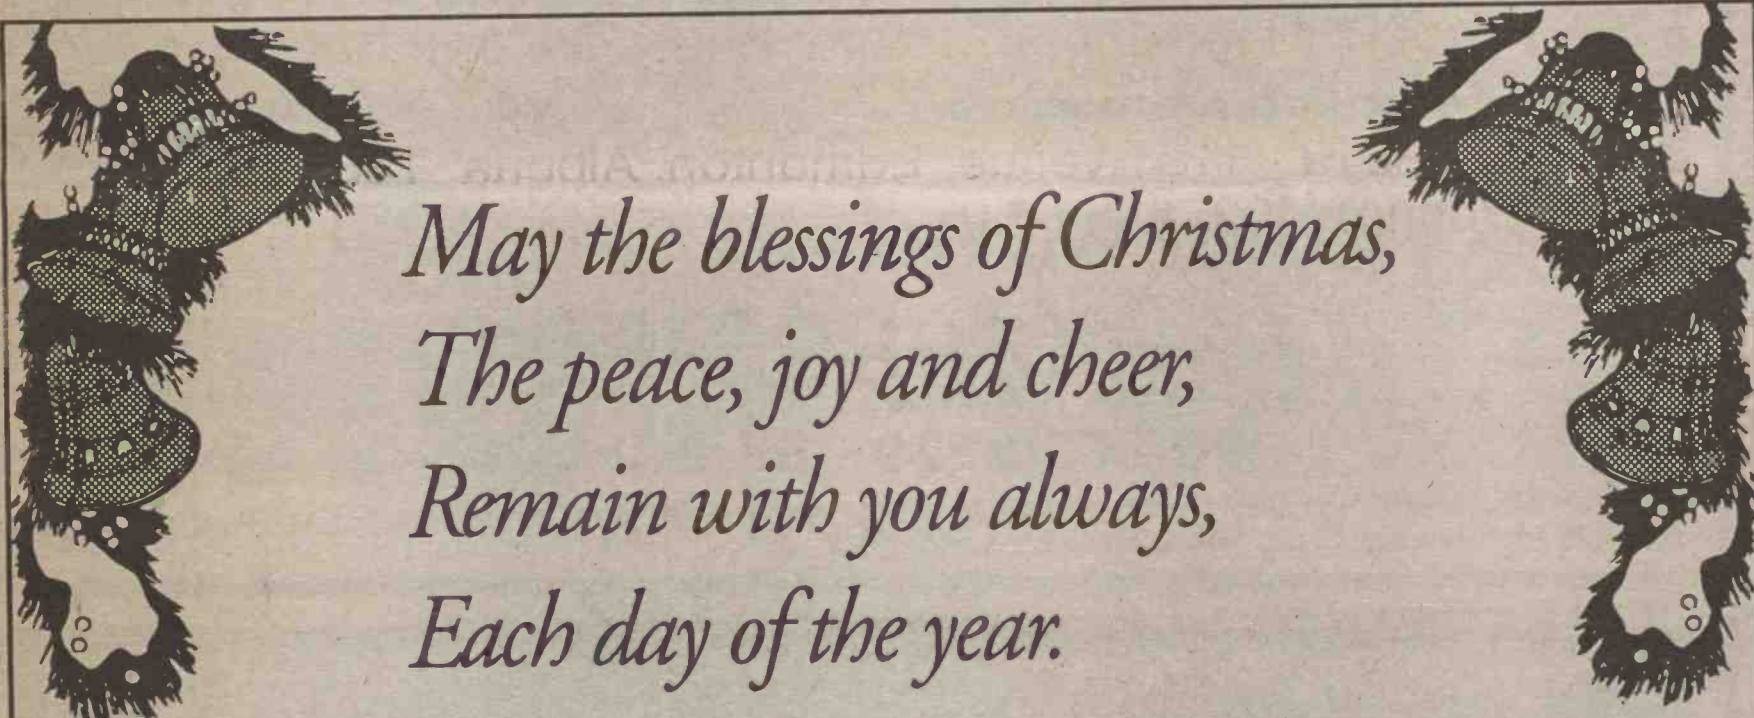 May the blessings of Christmas,
The peace, joy and cheer,
Remain with you always,
Each day of the year.